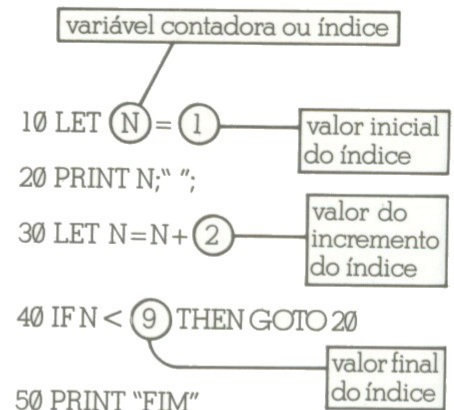 variável contadora ou índice
10 LET N = 1
valor inicial
do índice
20 PRINT N;“ ”;
30 LET N=N+ 2
valor do
incremento
do índice
40 IF N < 9 THEN GOTO 20
valor final
do índice
50 PRINT “FIM”